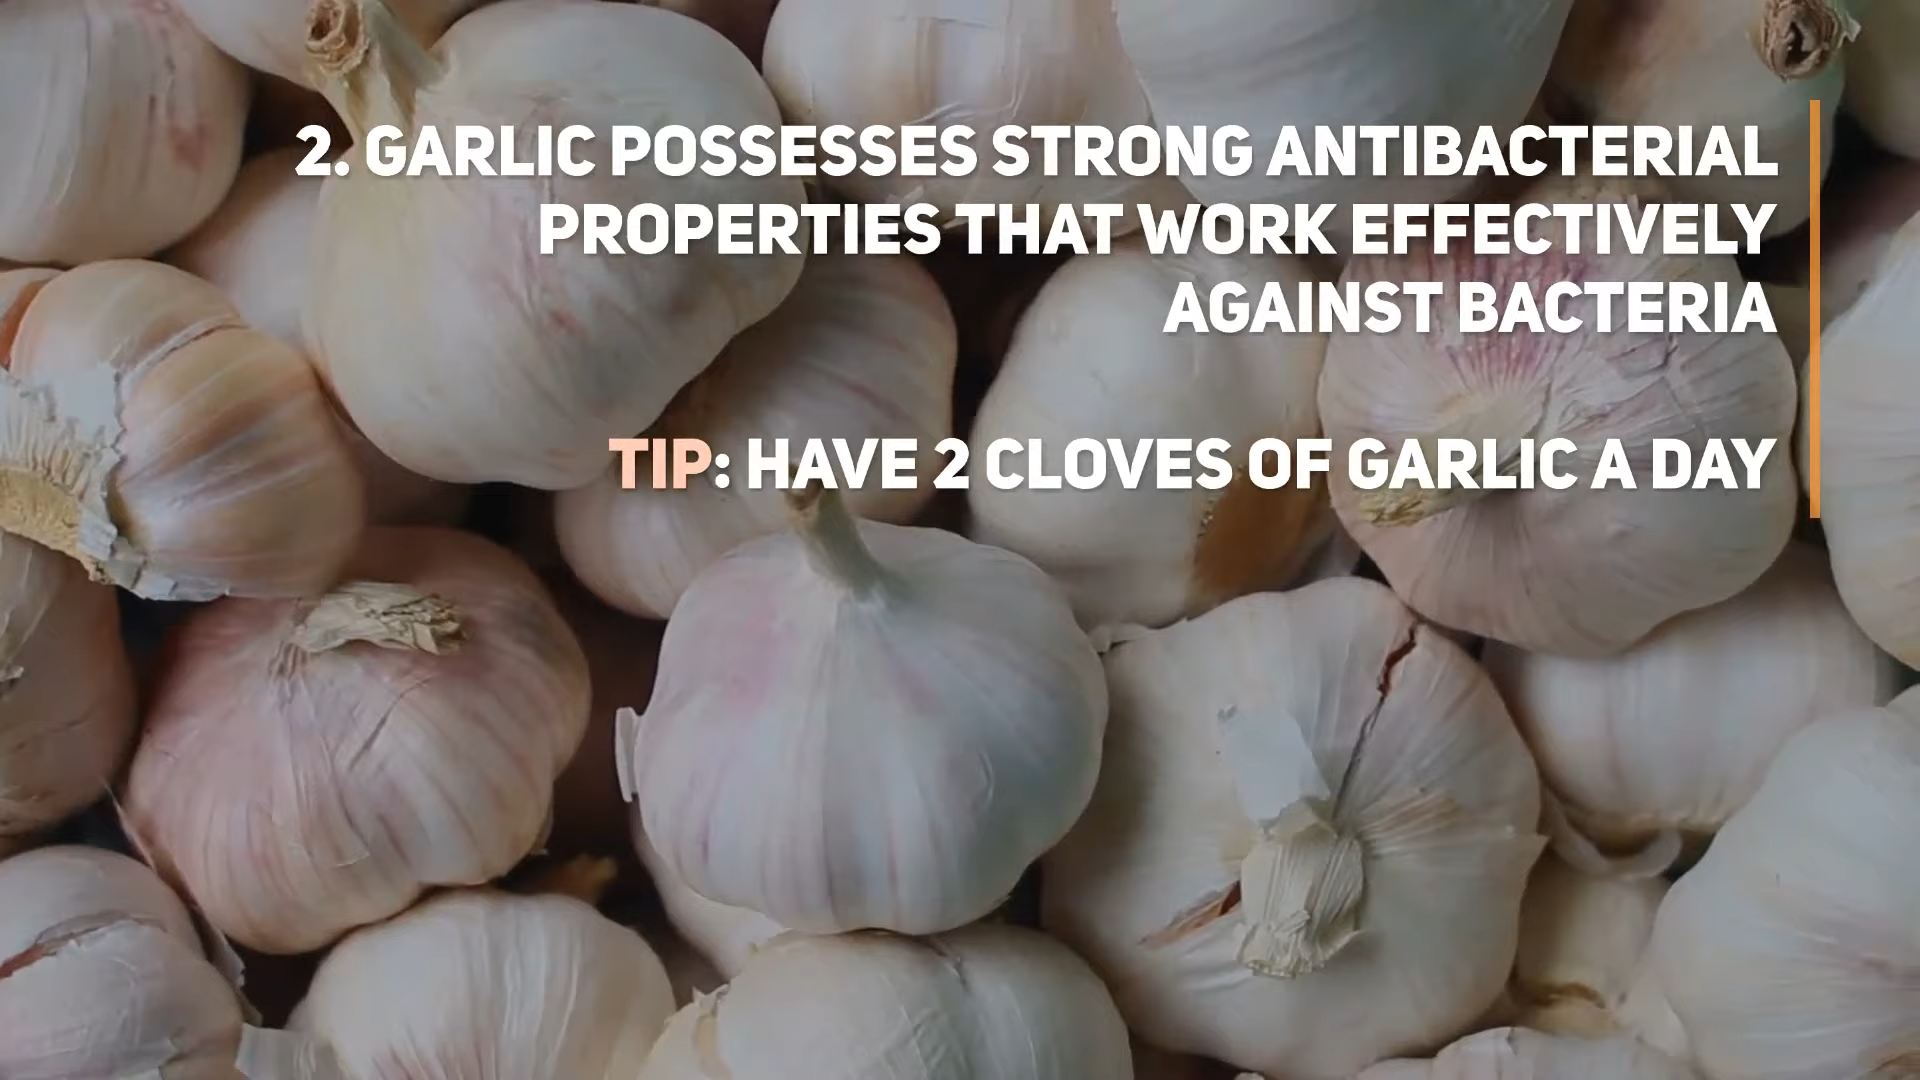 2. GARLIC POSSESSES STRONG ANTIBACTERIAL
PROPERTIES THAT WORK EFFECTIVELY
AGAINST BACTERIA
TIP: HAVE 2 CLOVES OF GARLIC A DAY